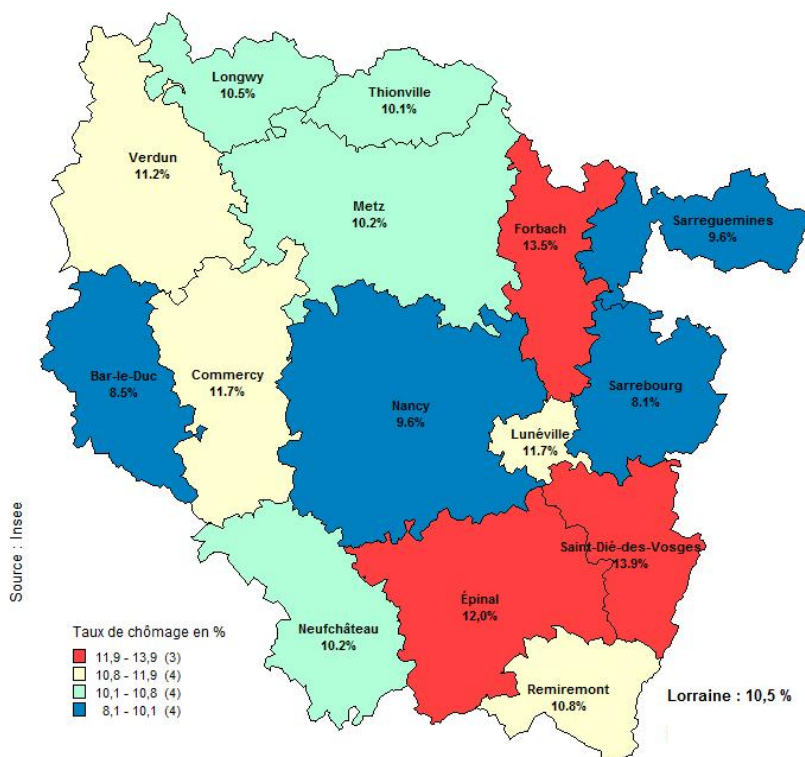 Longwy
10.5%
Thionville
10.1%
Verdun
11.2%
Metz
10.2%
Forbach
13.5%
Sarreguemines
9.6%
Bar-le-Duc
8.5%
Commercy
11.7%
Nancy
9.6%
Sarrebourg
8.1%
Lunéville
11.7%
Saint-Dié-des-Vosges
13.9%
Épinal
12,0%
Neufchâteau
10.2%
Remiremont
10.8%
Lorraine : 10,5 %
Source : Insee
Taux de chômage en %
11,9 - 13,9 (3)
10,8 - 11,9 (4)
10,1 - 10,8 (4)
8,1 - 10,1 (4)